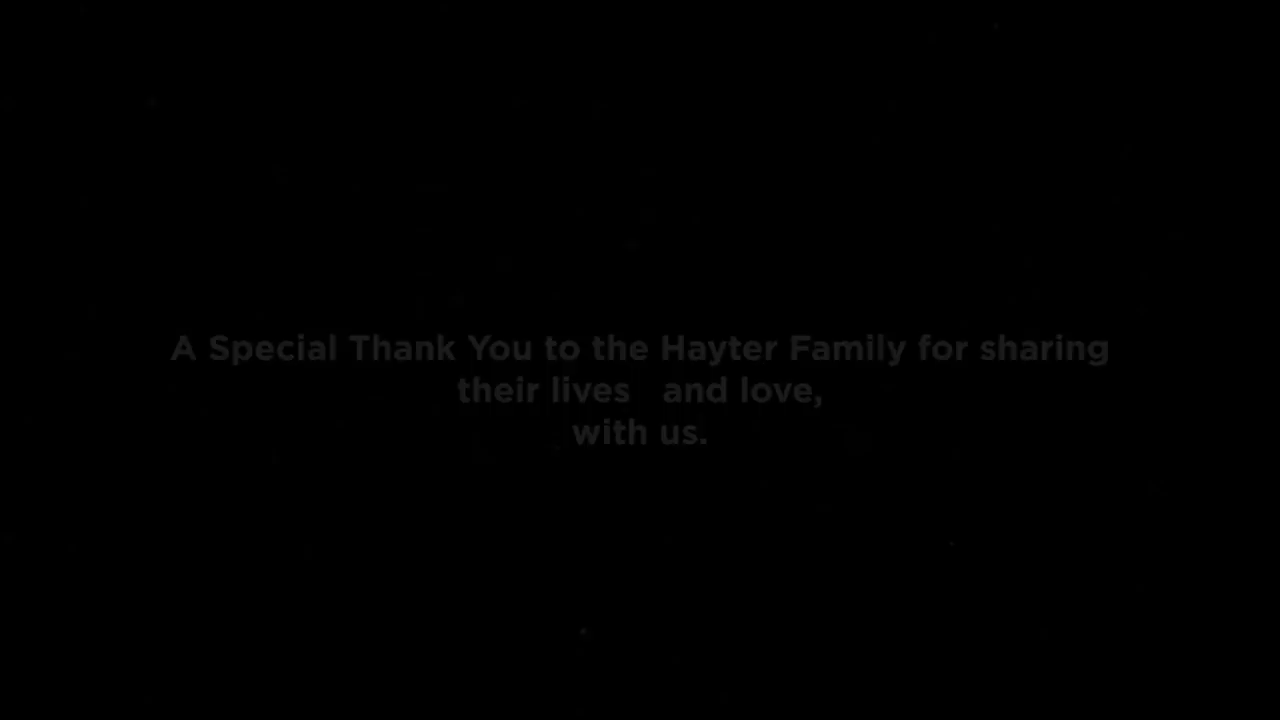 A Special Thank You to the Hayter Family for sharing
their lives   and love,
with us.